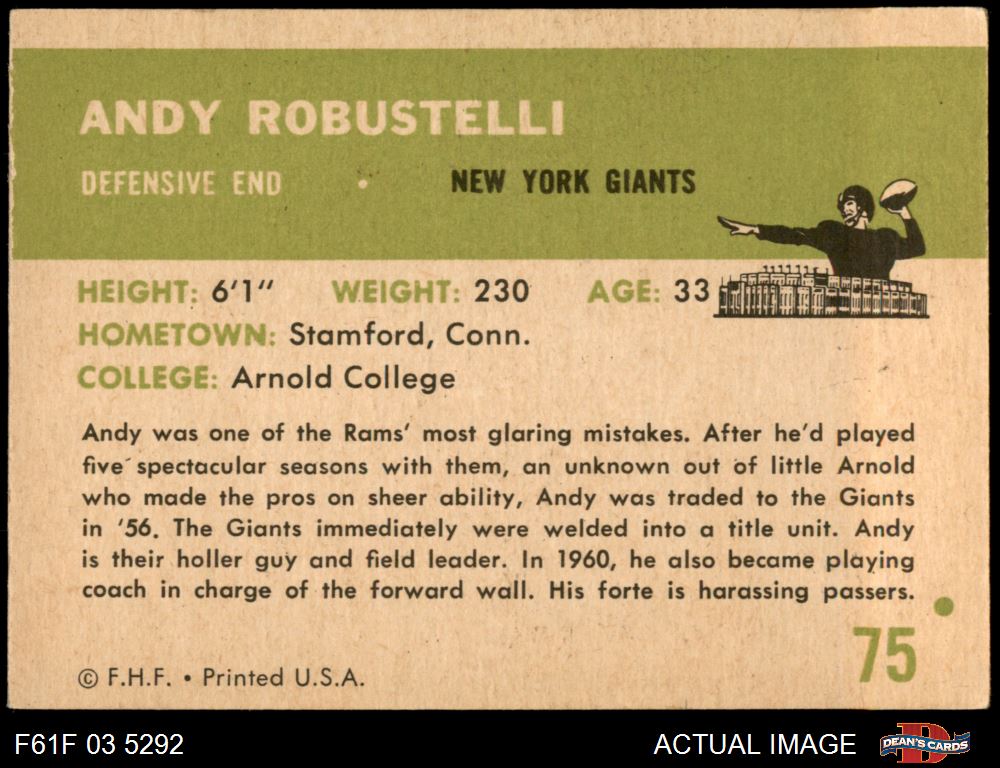 ANDY ROBUSTELLI
DEFENSIVE END • NEW YORK GIANTS
HEIGHT: 6'1" WEIGHT: 230 AGE: 33
HOMETOWN: Stamford, Conn.
COLLEGE: Arnold College
Andy was one of the Rams' most glaring mistakes. After he'd played
five spectacular seasons with them, an unknown out of little Arnold
who made the pros on sheer ability, Andy was traded to the Giants
in '56. The Giants immediately were welded into a title unit. Andy
is their holler guy and field leader. In 1960, he also became playing
coach in charge of the forward wall. His forte is harassing passers.
75
© F.H.F. • Printed U.S.A.
F61F 03 5292 ACTUAL IMAGE D DEAN'S CARDS